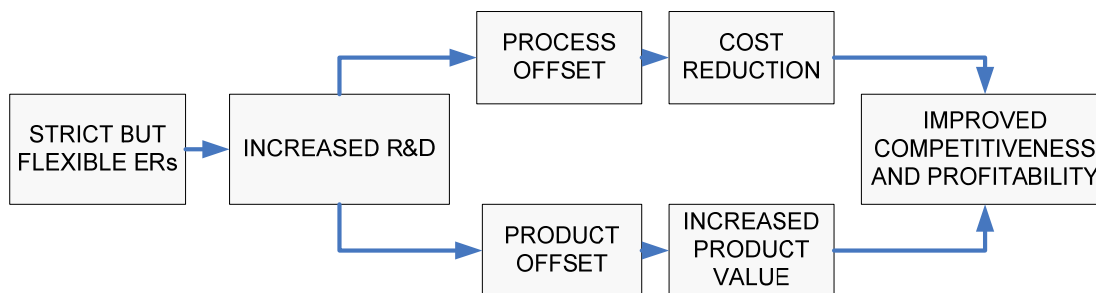 STRICT BUT
FLEXIBLE ERs
INCREASED R&D
PROCESS
OFFSET
COST
REDUCTION
PRODUCT
OFFSET
INCREASED
PRODUCT
VALUE
IMPROVED
COMPETITIVENESS
AND PROFITABILITY